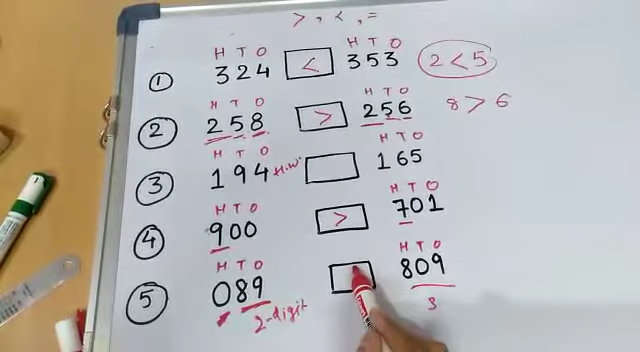 > , < , =
H T O H T O
① 324 < 353 2 < 5
H T O H T O
② 258 > 256 8 > 6
H T O H T O
③ 194 H.W 165
H T O H T O
④ 900 > 701
H T O H T O
⑤ 089 809
2-digit 3